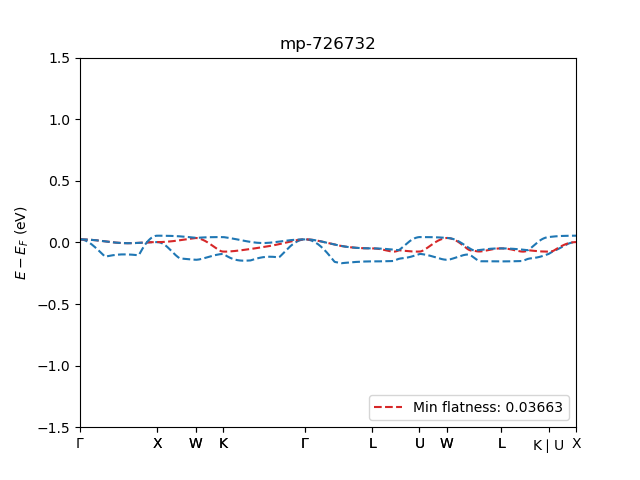 mp-726732
E − E_F (eV)
1.5
1.0
0.5
0.0
−0.5
−1.0
−1.5
Min flatness: 0.03663
Γ X W K Γ L U W L K | U X